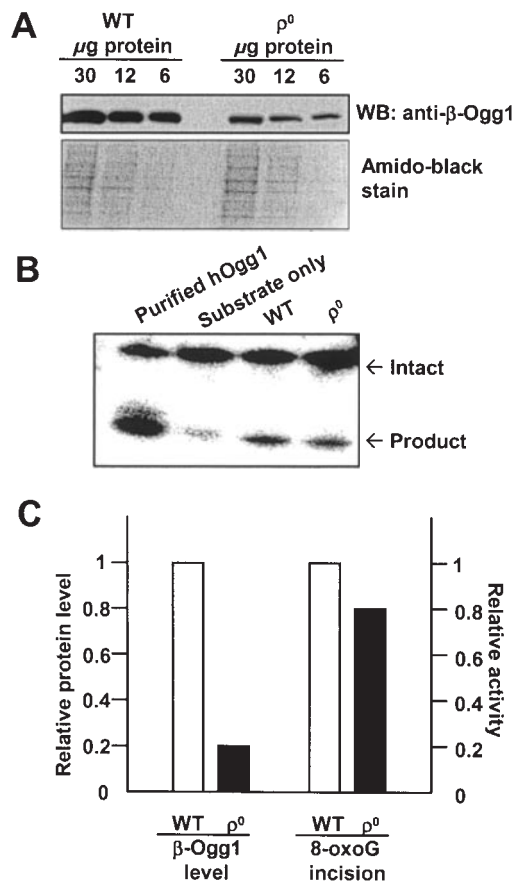 A
WT ρ⁰
µg protein µg protein
30 12 6 30 12 6
WB: anti-β-Ogg1
Amido-black
stain
B
Purified hOgg1
Substrate only
WT
ρ⁰
← Intact
← Product
C
Relative protein level
1
0.8
0.6
0.4
0.2
0
1
0.8
0.6
0.4
0.2
0
Relative activity
WT ρ⁰ WT ρ⁰
β-Ogg1 8-oxoG
level incision